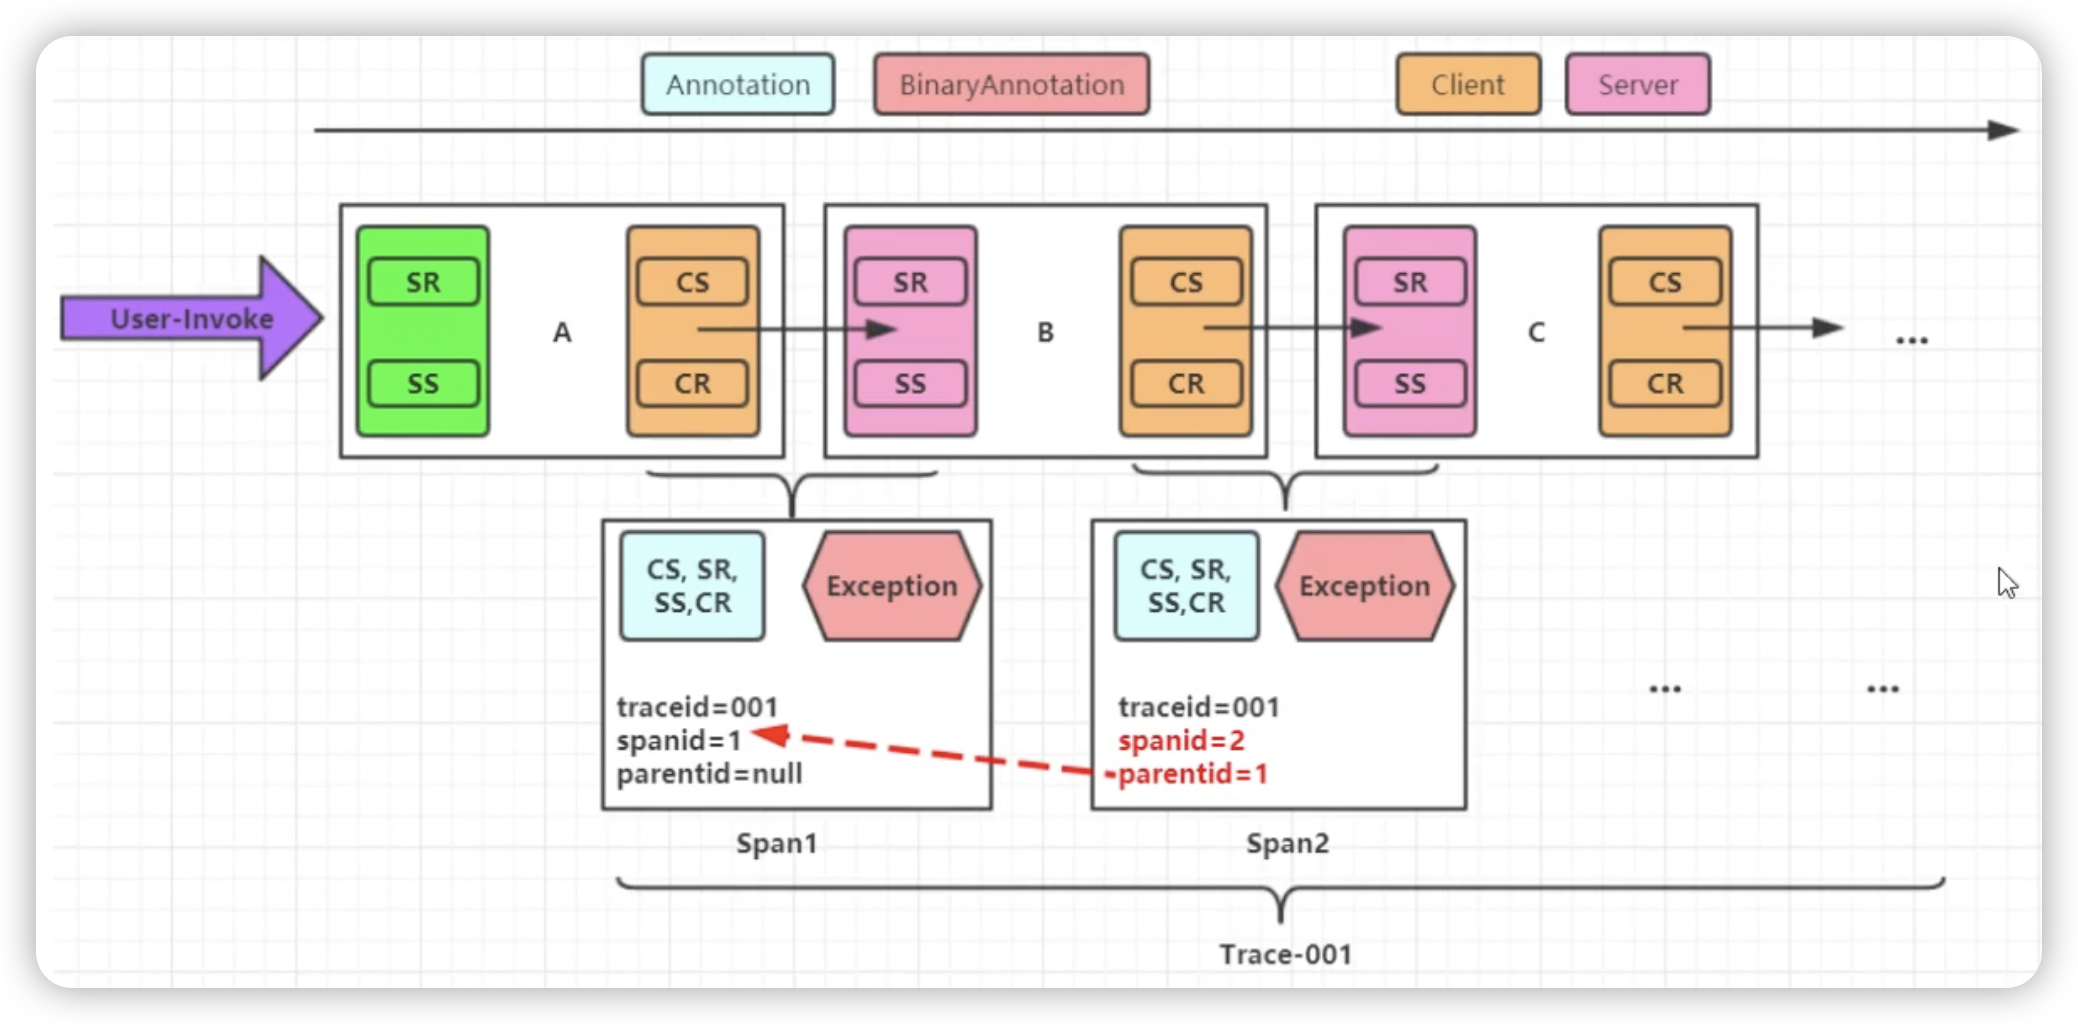 Annotation
BinaryAnnotation
Client
Server
User-Invoke
SR
SS
A
CS
CR
SR
SS
B
CS
CR
SR
SS
C
CS
CR
...
CS, SR,
SS,CR
Exception
traceid=001
spanid=1
parentid=null
Span1
CS, SR,
SS,CR
Exception
traceid=001
spanid=2
parentid=1
Span2
...
...
Trace-001